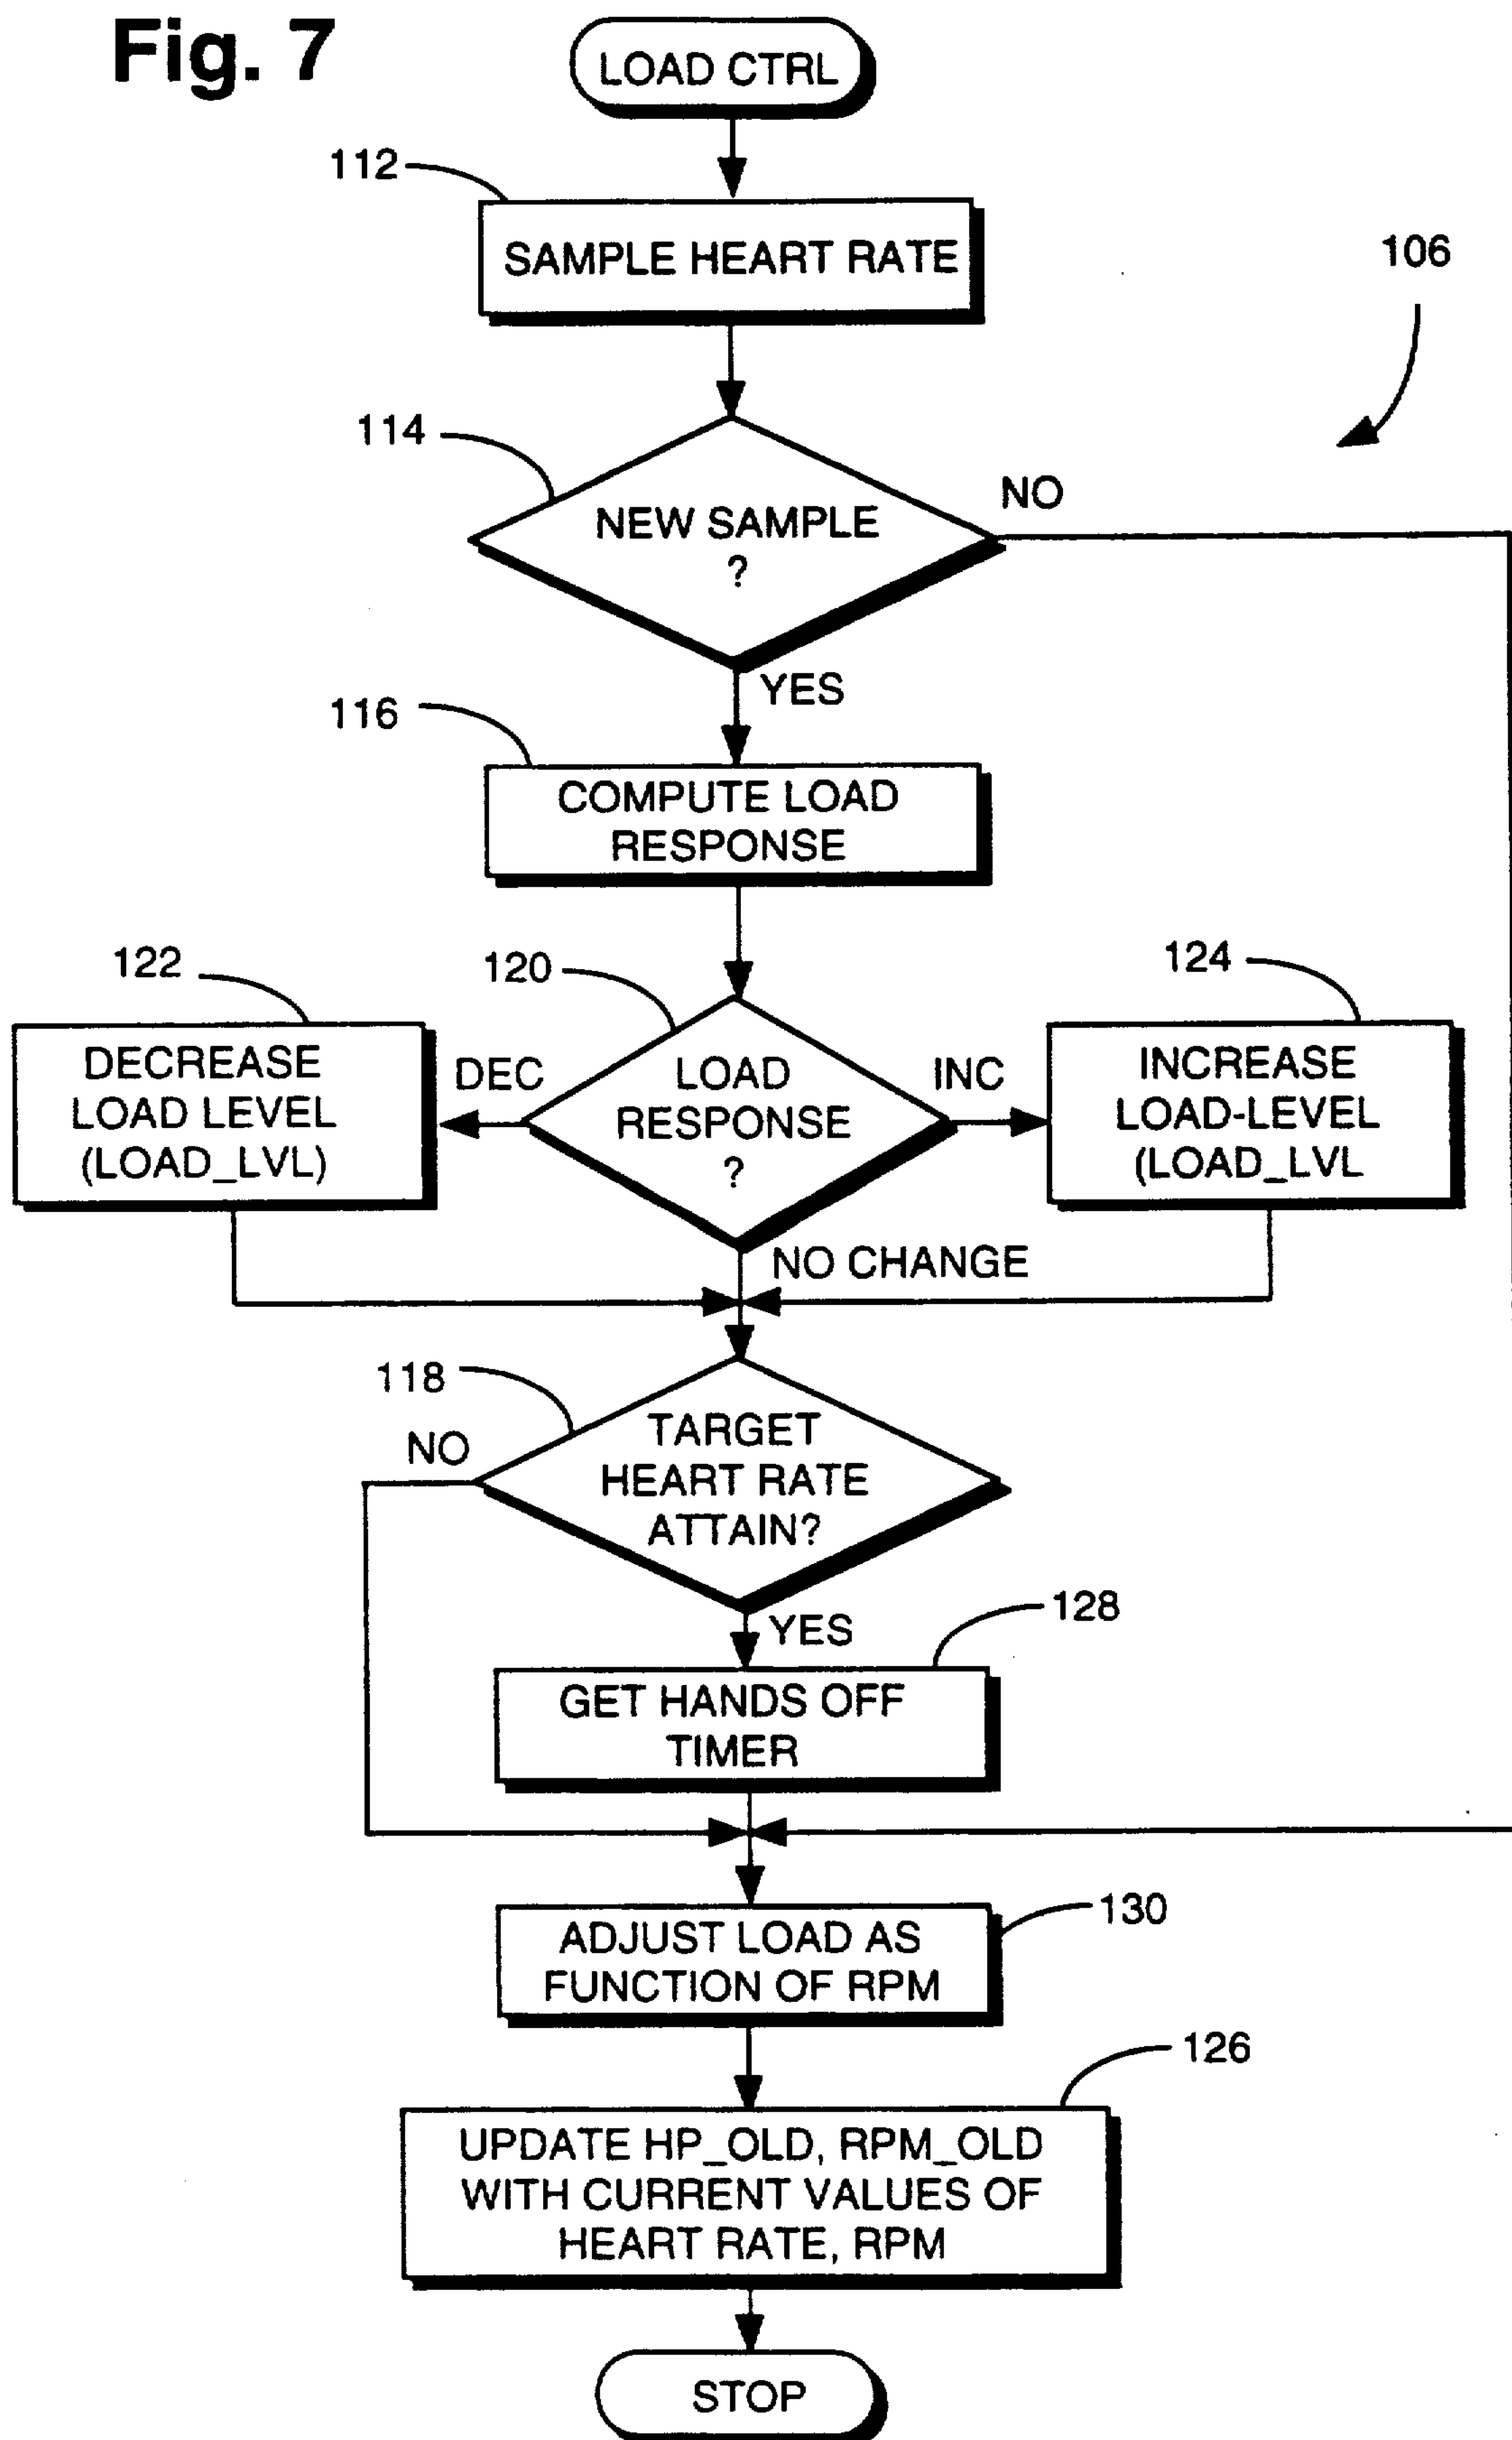 Fig. 7
LOAD CTRL
112
SAMPLE HEART RATE
106
114
NEW SAMPLE
?
NO
YES
116
COMPUTE LOAD
RESPONSE
122
120
124
DECREASE
LOAD LEVEL
(LOAD_LVL)
DEC
LOAD
RESPONSE
?
INC
INCREASE
LOAD-LEVEL
(LOAD_LVL
NO CHANGE
118
NO
TARGET
HEART RATE
ATTAIN?
YES
128
GET HANDS OFF
TIMER
130
ADJUST LOAD AS
FUNCTION OF RPM
126
UPDATE HP_OLD, RPM_OLD
WITH CURRENT VALUES OF
HEART RATE, RPM
STOP